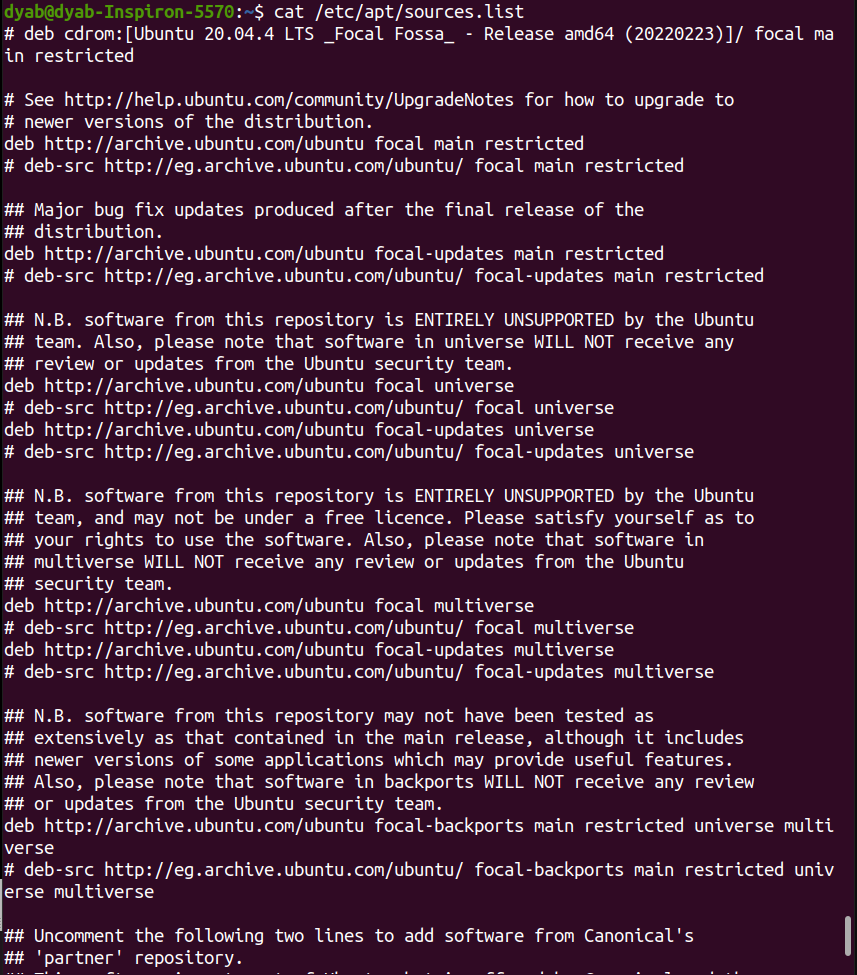 dyab@dyab-Inspiron-5570:~$ cat /etc/apt/sources.list
# deb cdrom:[Ubuntu 20.04.4 LTS _Focal Fossa_ - Release amd64 (20220223)]/ focal ma
in restricted

# See http://help.ubuntu.com/community/UpgradeNotes for how to upgrade to
# newer versions of the distribution.
deb http://archive.ubuntu.com/ubuntu focal main restricted
# deb-src http://eg.archive.ubuntu.com/ubuntu/ focal main restricted

## Major bug fix updates produced after the final release of the
## distribution.
deb http://archive.ubuntu.com/ubuntu focal-updates main restricted
# deb-src http://eg.archive.ubuntu.com/ubuntu/ focal-updates main restricted

## N.B. software from this repository is ENTIRELY UNSUPPORTED by the Ubuntu
## team. Also, please note that software in universe WILL NOT receive any
## review or updates from the Ubuntu security team.
deb http://archive.ubuntu.com/ubuntu focal universe
# deb-src http://eg.archive.ubuntu.com/ubuntu/ focal universe
deb http://archive.ubuntu.com/ubuntu focal-updates universe
# deb-src http://eg.archive.ubuntu.com/ubuntu/ focal-updates universe

## N.B. software from this repository is ENTIRELY UNSUPPORTED by the Ubuntu
## team, and may not be under a free licence. Please satisfy yourself as to
## your rights to use the software. Also, please note that software in
## multiverse WILL NOT receive any review or updates from the Ubuntu
## security team.
deb http://archive.ubuntu.com/ubuntu focal multiverse
# deb-src http://eg.archive.ubuntu.com/ubuntu/ focal multiverse
deb http://archive.ubuntu.com/ubuntu focal-updates multiverse
# deb-src http://eg.archive.ubuntu.com/ubuntu/ focal-updates multiverse

## N.B. software from this repository may not have been tested as
## extensively as that contained in the main release, although it includes
## newer versions of some applications which may provide useful features.
## Also, please note that software in backports WILL NOT receive any review
## or updates from the Ubuntu security team.
deb http://archive.ubuntu.com/ubuntu focal-backports main restricted universe multi
verse
# deb-src http://eg.archive.ubuntu.com/ubuntu/ focal-backports main restricted univ
erse multiverse

## Uncomment the following two lines to add software from Canonical's
## 'partner' repository.